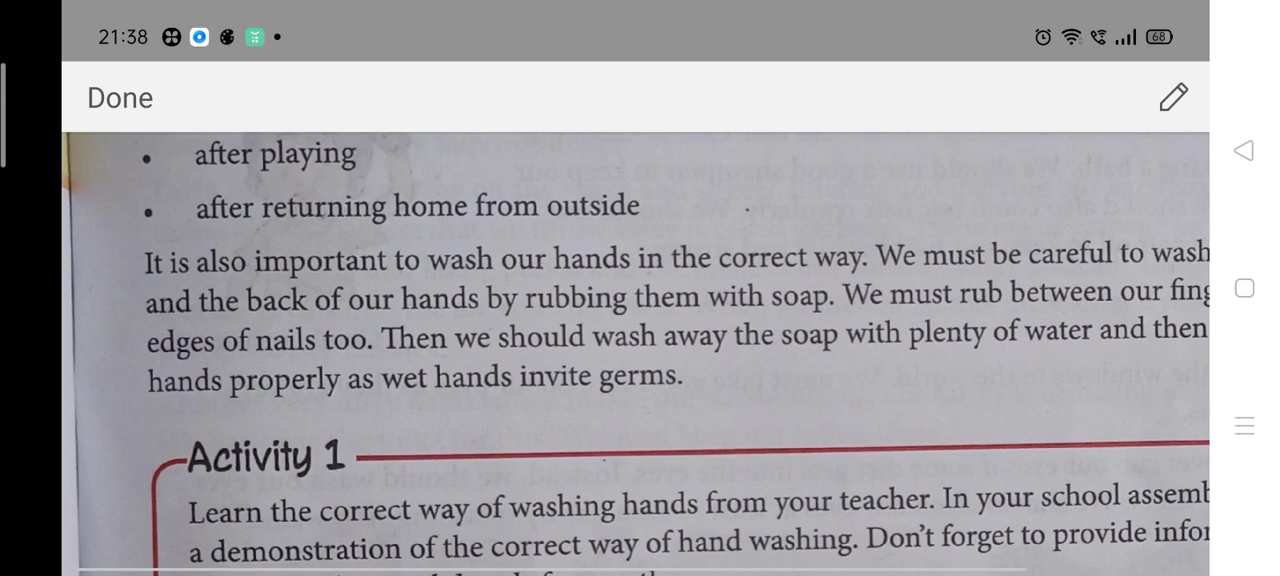 21:38
68
Done
• after playing
• after returning home from outside
It is also important to wash our hands in the correct way. We must be careful to wash
and the back of our hands by rubbing them with soap. We must rub between our fing
edges of nails too. Then we should wash away the soap with plenty of water and then
hands properly as wet hands invite germs.
Activity 1
Learn the correct way of washing hands from your teacher. In your school assemb
a demonstration of the correct way of hand washing. Don't forget to provide infor